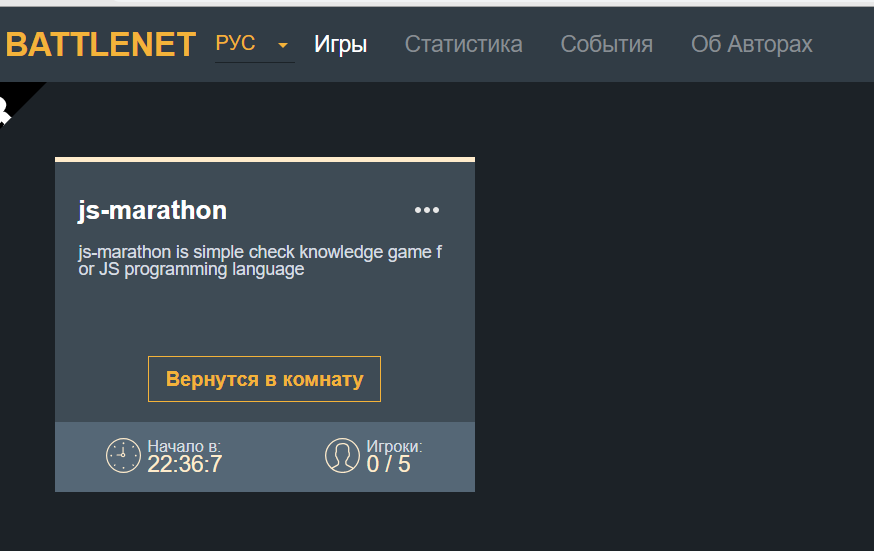 BATTLENET РУС Игры Статистика События Об Авторах
js-marathon
js-marathon is simple check knowledge game f
or JS programming language
Вернутся в комнату
Начало в: Игроки:
22:36:7 0 / 5